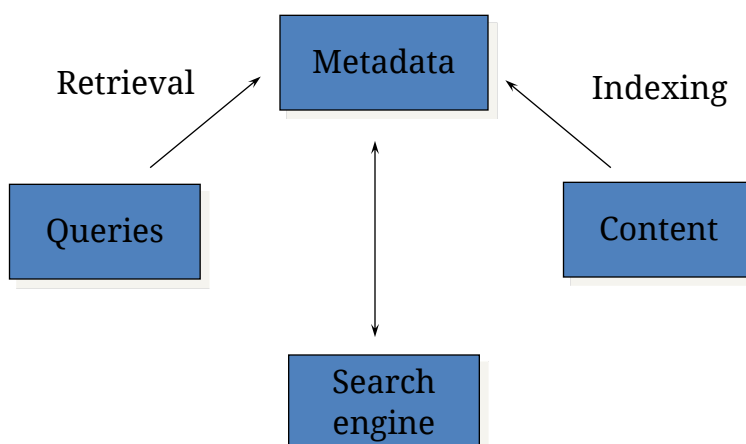 Metadata
Retrieval
Indexing
Queries
Content
Search
engine